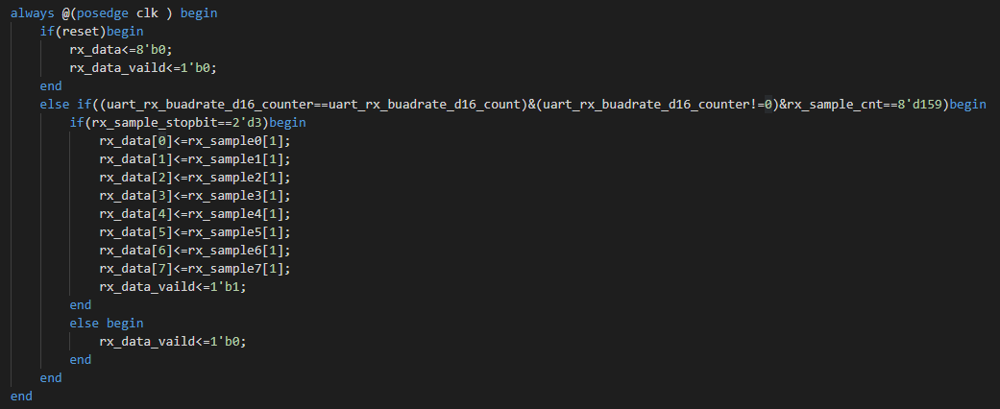 always @(posedge clk ) begin
if(reset)begin
rx_data<=8'b0;
rx_data_vaild<=1'b0;
end
else if((uart_rx_buadrate_d16_counter==uart_rx_buadrate_d16_count)&(uart_rx_buadrate_d16_counter!=0)&rx_sample_cnt==8'd159)begin
if(rx_sample_stopbit==2'd3)begin
rx_data[0]<=rx_sample0[1];
rx_data[1]<=rx_sample1[1];
rx_data[2]<=rx_sample2[1];
rx_data[3]<=rx_sample3[1];
rx_data[4]<=rx_sample4[1];
rx_data[5]<=rx_sample5[1];
rx_data[6]<=rx_sample6[1];
rx_data[7]<=rx_sample7[1];
rx_data_vaild<=1'b1;
end
else begin
rx_data_vaild<=1'b0;
end
end
end